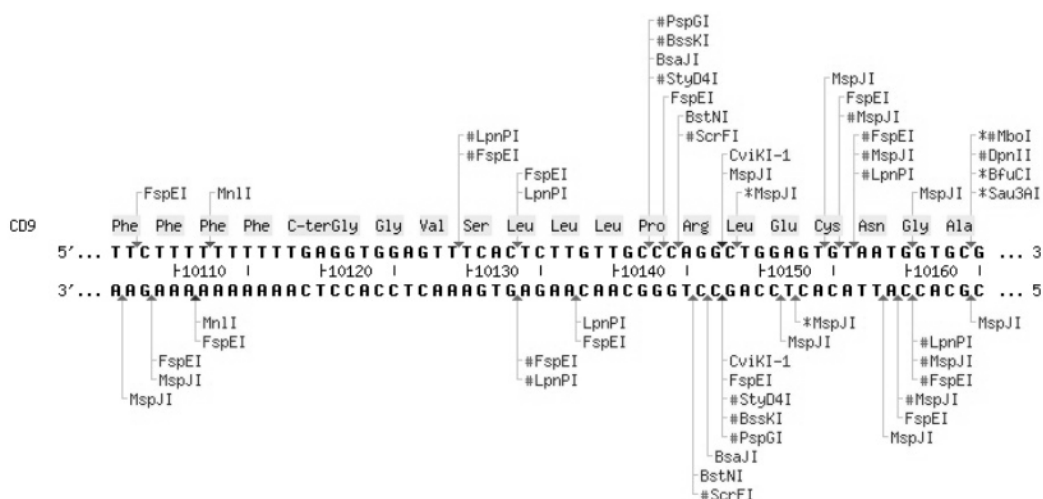 #PspGI
#BssKI
BsaJI
#StyD4I
MspJI
FspEI
FspEI
BstNI
#MspJI
#LpnPI
#ScrFI
#FspEI
*#MboI
#FspEI
CviKI-1
#MspJI
#DpnII
FspEI
MspJI
#LpnPI
*BfuCI
FspEI
MnlI
LpnPI
*MspJI
MspJI
*Sau3AI
CD9 Phe Phe Phe Phe C-terGly Gly Val Ser Leu Leu Leu Pro Arg Leu Glu Cys Asn Gly Ala
5'... TTCTTTTTTTTTTGAGGTGGAGTTTCACTCTTGTTGCCCAGGCTGGAGTGTAATGGTGCG ... 3
10110 10120 10130 10140 10150 10160
3'... AAGAAAAAAAAAACTCCACCTCAAAGTGAGAACAACGGGTCCGACCTCACATTACCACGC ... 5
MnlI
LpnPI
*MspJI
MspJI
FspEI
FspEI
MspJI
#LpnPI
FspEI
#FspEI
CviKI-1
#MspJI
MspJI
#LpnPI
FspEI
#FspEI
MspJI
#StyD4I
#MspJI
#BssKI
FspEI
#PspGI
MspJI
BsaJI
BstNI
#ScrFI